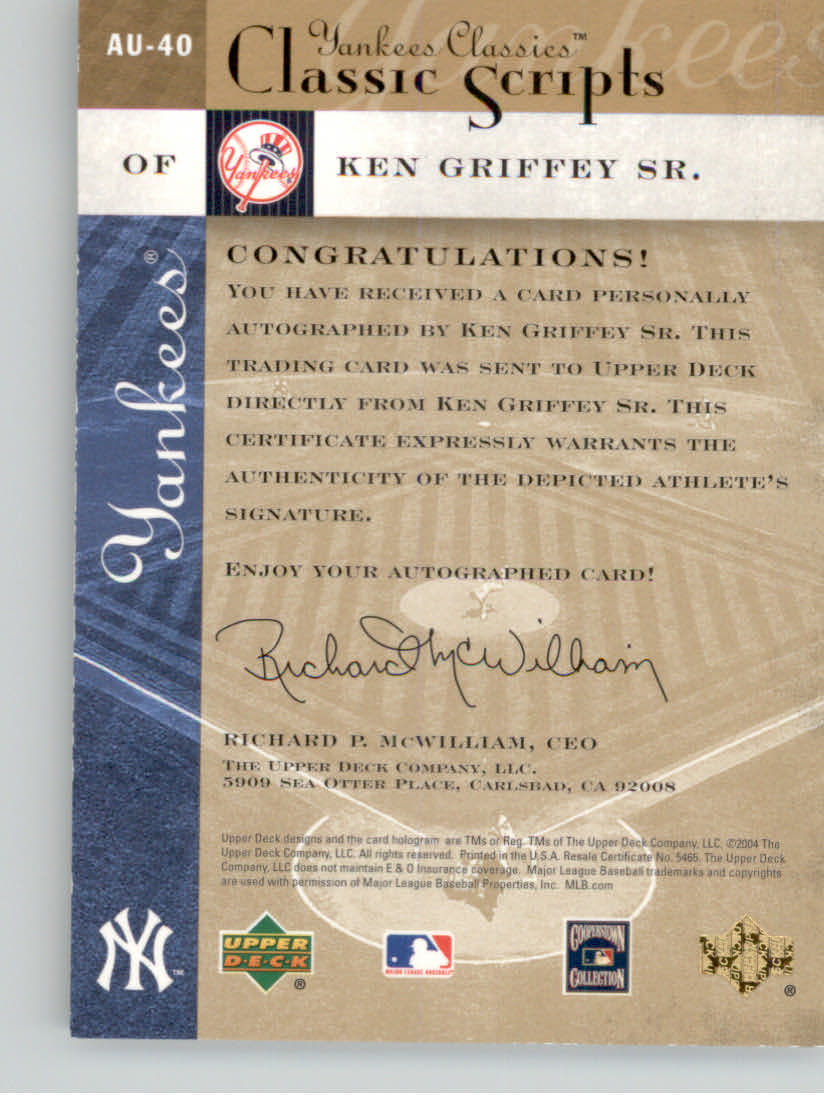 AU-40
Yankees Classics™
Classic Scripts
OF
Yankees
KEN GRIFFEY SR.
Yankees®
CONGRATULATIONS!
YOU HAVE RECEIVED A CARD PERSONALLY
AUTOGRAPHED BY KEN GRIFFEY SR. THIS
TRADING CARD WAS SENT TO UPPER DECK
DIRECTLY FROM KEN GRIFFEY SR. THIS
CERTIFICATE EXPRESSLY WARRANTS THE
AUTHENTICITY OF THE DEPICTED ATHLETE'S
SIGNATURE.
ENJOY YOUR AUTOGRAPHED CARD!
Richard McWilliam
RICHARD P. MCWILLIAM, CEO
THE UPPER DECK COMPANY, LLC.
5909 SEA OTTER PLACE, CARLSBAD, CA 92008
Upper Deck designs and the card hologram are TMs or Reg. TMs of The Upper Deck Company, LLC. ©2004 The
Upper Deck Company, LLC. All rights reserved. Printed in the U.S.A. Resale Certificate No. 5465. The Upper Deck
Company, LLC does not maintain E & O Insurance coverage. Major League Baseball trademarks and copyrights
are used with permission of Major League Baseball Properties, Inc. MLB.com
NY™
UPPER
D·E·C·K
®
MAJOR LEAGUE BASEBALL
COOPERSTOWN
COLLECTION
®